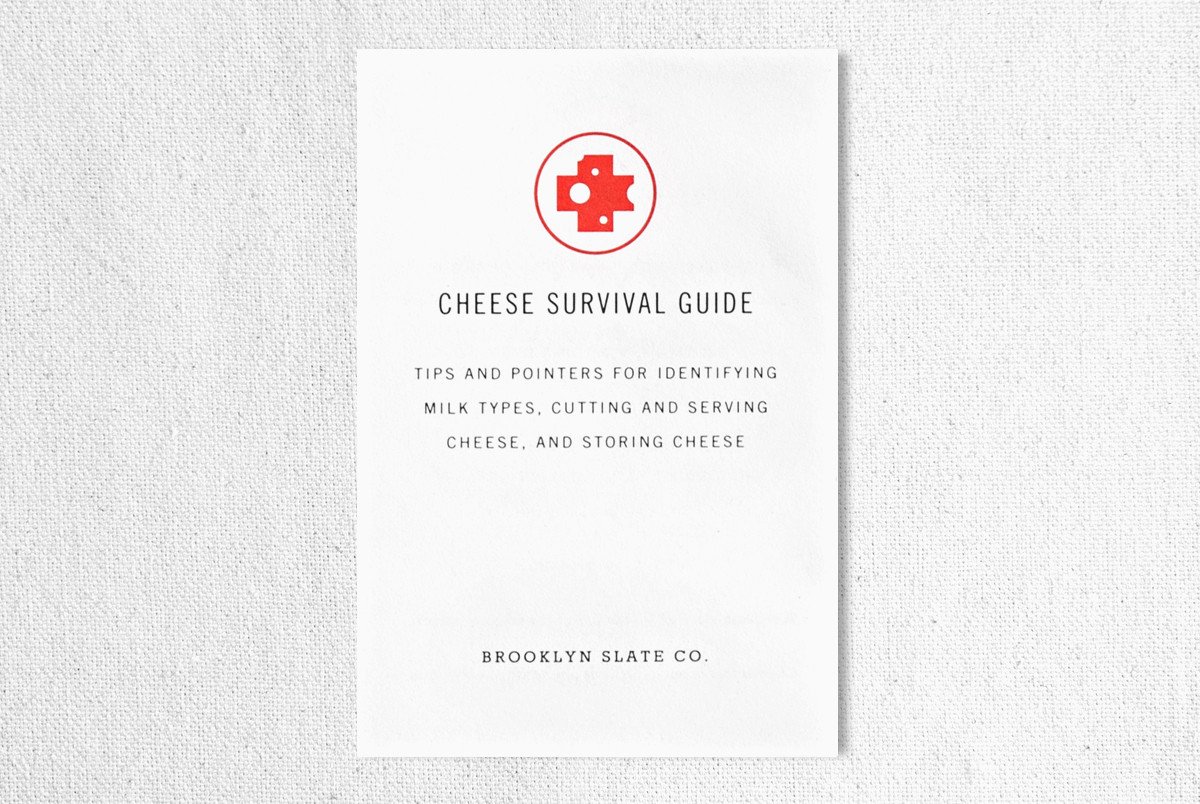 CHEESE SURVIVAL GUIDE
TIPS AND POINTERS FOR IDENTIFYING
MILK TYPES, CUTTING AND SERVING
CHEESE, AND STORING CHEESE
BROOKLYN SLATE CO.